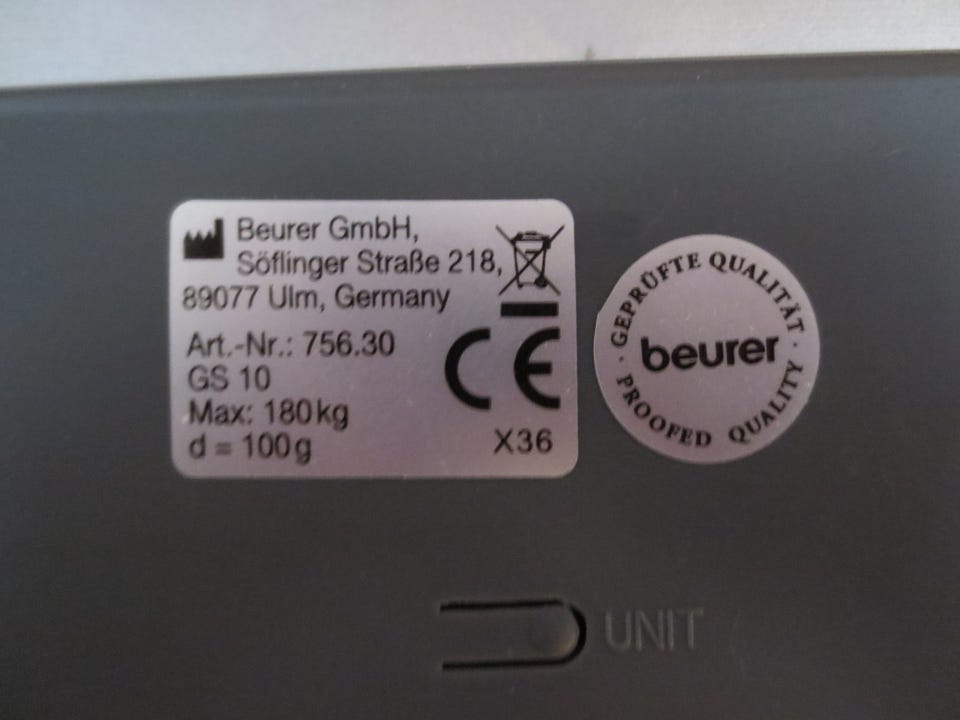 Beurer GmbH,
Söflinger Straße 218,
89077 Ulm, Germany
Art.-Nr.: 756.30
GS 10
Max: 180kg
d = 100g
CE
X36
· GEPRÜFTE QUALITÄT ·
beurer
PROOFED QUALITY
UNIT